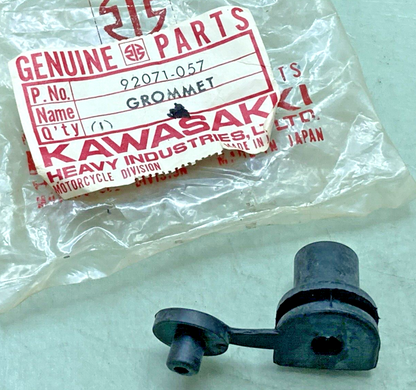 GENUINE PARTS
P.No. 92071-057
Name GROMMET
Q'ty (1)
KAWASAKI
HEAVY INDUSTRIES, LTD.
MOTORCYCLE DIVISION MADE IN JAPAN